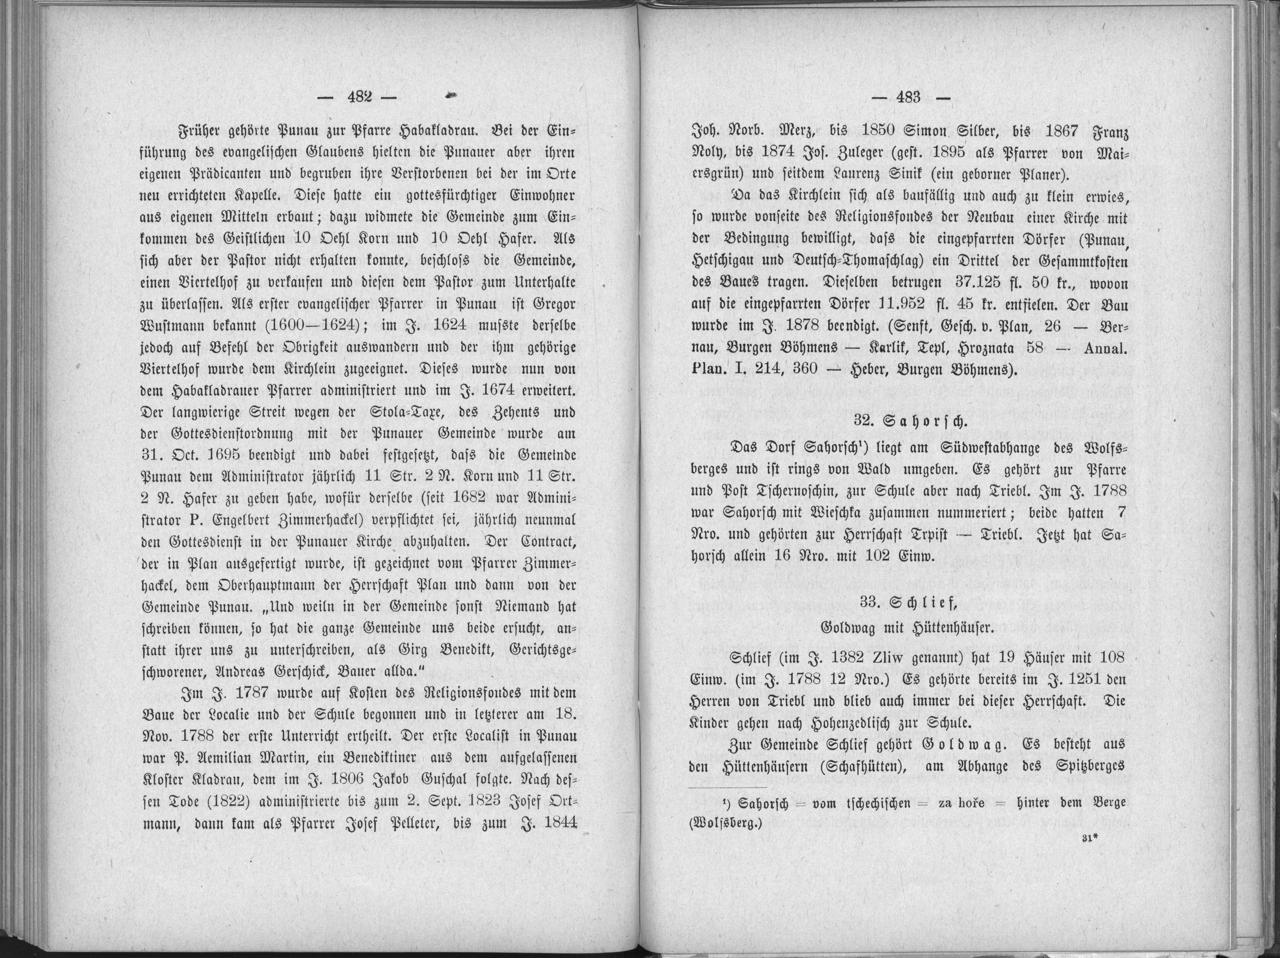 — 482 —
Früher gehörte Punau zur Pfarre Habakladrau. Bei der Ein-
führung des evangelischen Glaubens hielten die Punauer aber ihren
eigenen Prädicanten und begruben ihre Verstorbenen bei der im Orte
neu errichteten Kapelle. Diese hatte ein gottesfürchtiger Einwohner
aus eigenen Mitteln erbaut; dazu widmete die Gemeinde zum Ein-
kommen des Geistlichen 10 Oehl Korn und 10 Oehl Hafer. Als
sich aber der Pastor nicht erhalten konnte, beschloss die Gemeinde,
einen Viertelhof zu verkaufen und diesen dem Pastor zum Unterhalte
zu überlassen. Als erster evangelischer Pfarrer in Punau ist Gregor
Wustmann bekannt (1600—1624); im J. 1624 musste derselbe
jedoch auf Befehl der Obrigkeit auswandern und der ihm gehörige
Viertelhof wurde dem Kirchlein zugeeignet. Dieses wurde nun von
dem Habakladrauer Pfarrer administriert und im J. 1674 erweitert.
Der langwierige Streit wegen der Stola-Taxe, des Zehents und
der Gottesdienstordnung mit der Punauer Gemeinde wurde am
31. Oct. 1695 beendigt und dabei festgesetzt, dass die Gemeinde
Punau dem Administrator jährlich 11 Str. 2 N. Korn und 11 Str.
2 N. Hafer zu geben habe, wofür derselbe (seit 1682 war Admini-
strator P. Engelbert Zimmerhackel) verpflichtet sei, jährlich neunmal
den Gottesdienst in der Punauer Kirche abzuhalten. Der Contract,
der in Plan ausgefertigt wurde, ist gezeichnet vom Pfarrer Zimmer-
hackel, dem Oberhauptmann der Herrschaft Plan und dann von der
Gemeinde Punau. „Und weiln in der Gemeinde sonst Niemand hat
schreiben können, so hat die ganze Gemeinde uns beide ersucht, an-
statt ihrer uns zu unterschreiben, als Girg Benedikt, Gerichtsge-
schworener, Andreas Gerschick, Bauer allda.“
Im J. 1787 wurde auf Kosten des Religionsfondes mit dem
Baue der Localie und der Schule begonnen und in letzterer am 18.
Nov. 1788 der erste Unterricht ertheilt. Der erste Localist in Punau
war P. Aemilian Martin, ein Benediktiner aus dem aufgelassenen
Kloster Kladrau, dem im J. 1806 Jakob Guschal folgte. Nach des-
sen Tode (1822) administrierte bis zum 2. Sept. 1823 Josef Ort-
mann, dann kam als Pfarrer Josef Pelleter, bis zum J. 1844
— 483 —
Joh. Norb. Merz, bis 1850 Simon Silber, bis 1867 Franz
Noly, bis 1874 Jos. Zuleger (gest. 1895 als Pfarrer von Mai-
ersgrün) und seitdem Laurenz Sinik (ein geborner Planer).
Da das Kirchlein sich als baufällig und auch zu klein erwies,
so wurde vonseite des Religionsfondes der Neubau einer Kirche mit
der Bedingung bewilligt, dass die eingepfarrten Dörfer (Punau,
Hetschigau und Deutsch-Thomaschlag) ein Drittel der Gesammtkosten
des Baues tragen. Dieselben betrugen 37.125 fl. 50 kr., wovon
auf die eingepfarrten Dörfer 11.952 fl. 45 kr. entfielen. Der Bau
wurde im J. 1878 beendigt. (Senft, Gesch. v. Plan, 26 — Ber-
nau, Burgen Böhmens — Karlik, Tepl, Hroznata 58 — Annal.
Plan. I. 214, 360 — Heber, Burgen Böhmens).
32. Sahorsch.
Das Dorf Sahorsch¹) liegt am Südwestabhange des Wolfs-
berges und ist rings von Wald umgeben. Es gehört zur Pfarre
und Post Tschernoschin, zur Schule aber nach Triebl. Im J. 1788
war Sahorsch mit Wieschka zusammen nummeriert; beide hatten 7
Nro. und gehörten zur Herrschaft Trpist — Triebl. Jetzt hat Sa-
horsch allein 16 Nro. mit 102 Einw.
33. Schlief,
Goldwag mit Hüttenhäuser.
Schlief (im J. 1382 Zliw genannt) hat 19 Häuser mit 108
Einw. (im J. 1788 12 Nro.) Es gehörte bereits im J. 1251 den
Herren von Triebl und blieb auch immer bei dieser Herrschaft. Die
Kinder gehen nach Hohenzedlisch zur Schule.
Zur Gemeinde Schlief gehört Goldwag. Es besteht aus
den Hüttenhäusern (Schafhütten), am Abhange des Spitzberges
¹) Sahorsch = vom tschechischen = za hoře = hinter dem Berge
(Wolfsberg.)
31*